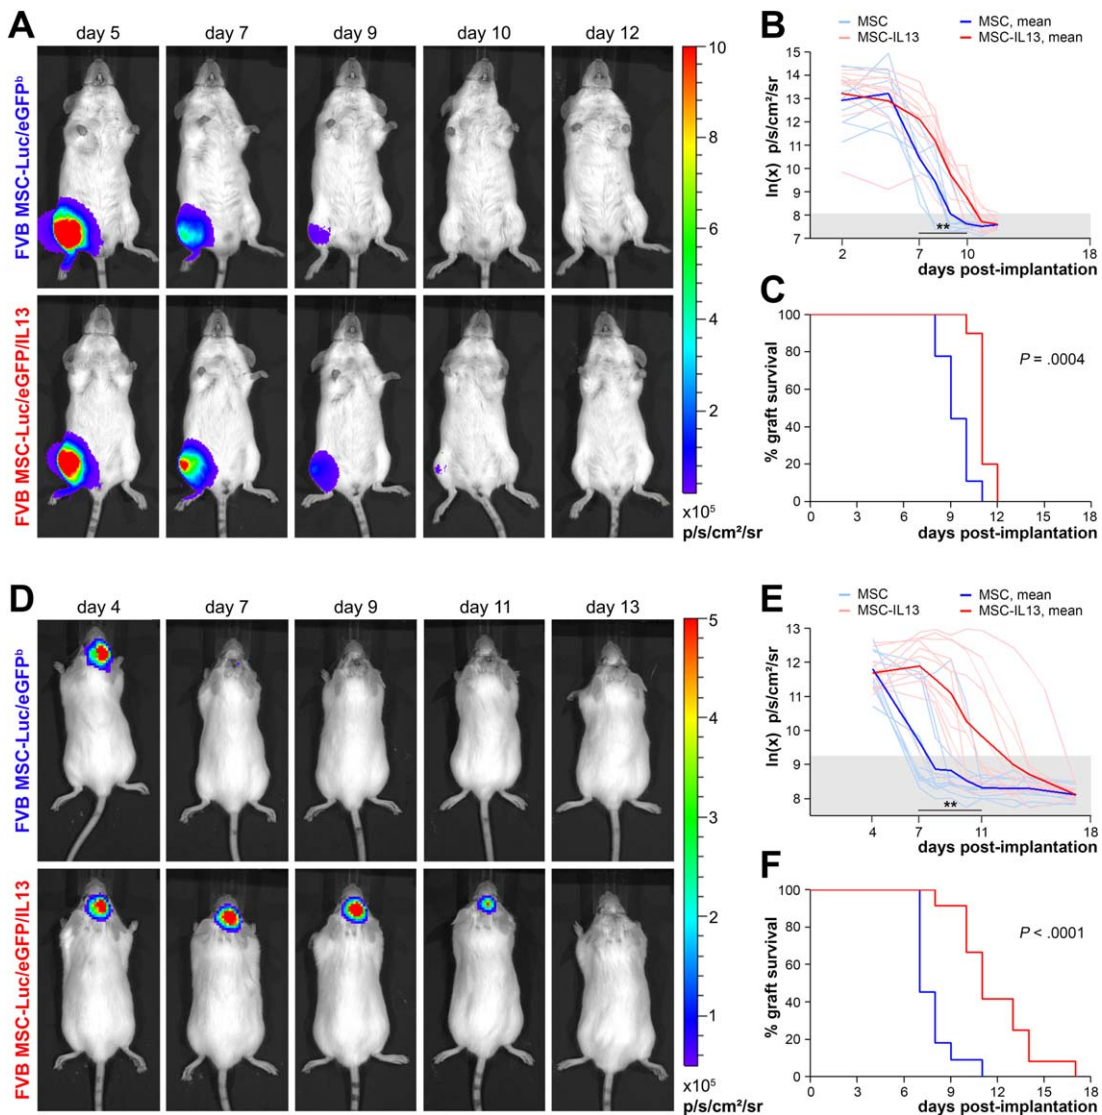 A
day 5
day 7
day 9
day 10
day 12
FVB MSC-Luc/eGFPᵇ
FVB MSC-Luc/eGFP/IL13
10
8
6
4
2
x10⁵
p/s/cm²/sr
B
MSC
MSC, mean
MSC-IL13
MSC-IL13, mean
ln(x) p/s/cm²/sr
15
14
13
12
11
10
9
8
7
**
2
7
10
18
days post-implantation
C
% graft survival
100
80
60
40
20
0
P = .0004
0
3
6
9
12
15
18
days post-implantation
D
day 4
day 7
day 9
day 11
day 13
FVB MSC-Luc/eGFPᵇ
FVB MSC-Luc/eGFP/IL13
5
4
3
2
1
x10⁵
p/s/cm²/sr
E
MSC
MSC, mean
MSC-IL13
MSC-IL13, mean
ln(x) p/s/cm²/sr
13
12
11
10
9
8
**
4
7
11
18
days post-implantation
F
% graft survival
100
80
60
40
20
0
P < .0001
0
3
6
9
12
15
18
days post-implantation